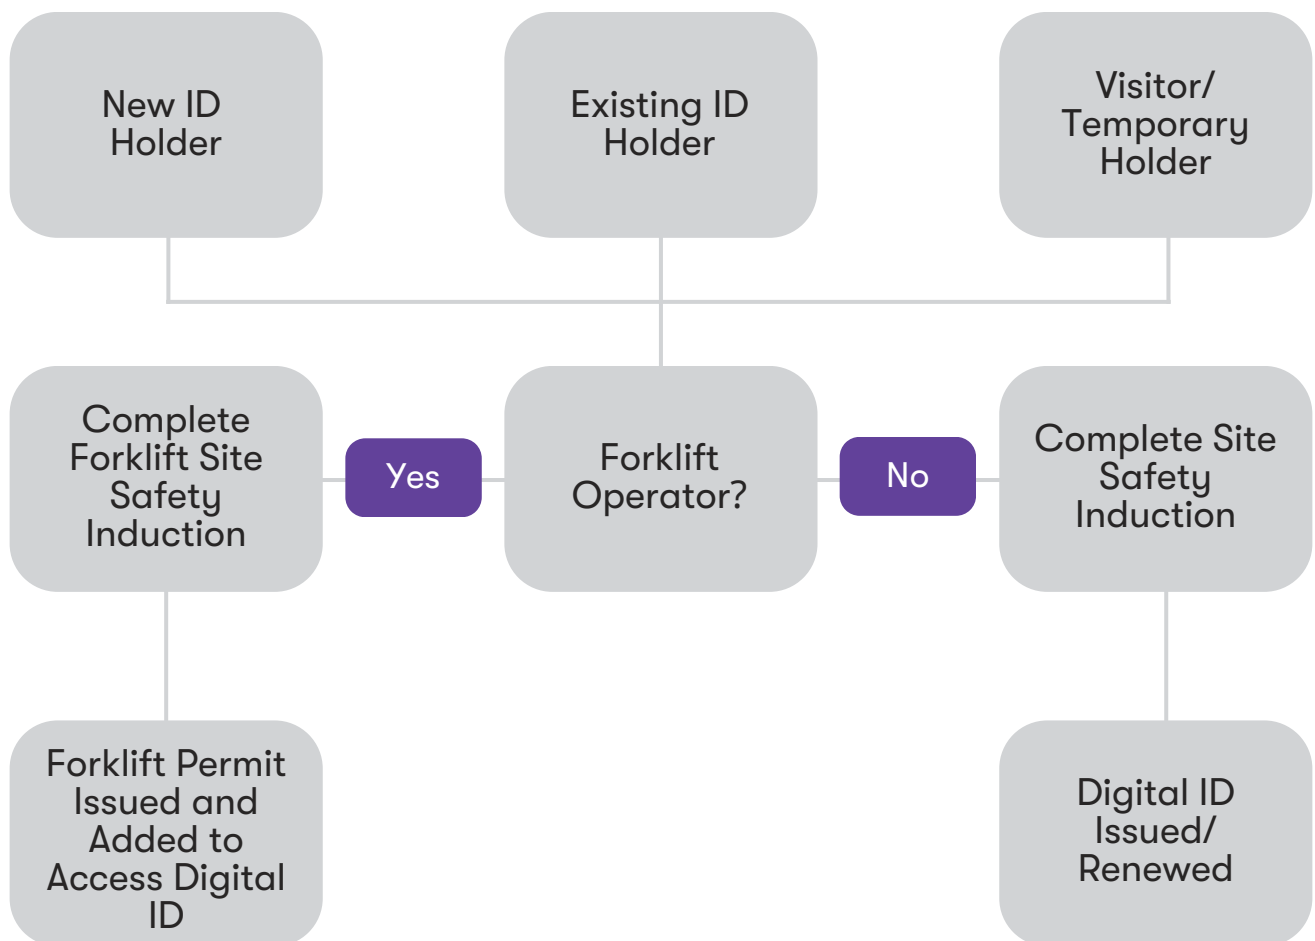 New ID
Holder
Existing ID
Holder
Visitor/
Temporary
Holder
Complete
Forklift Site
Safety
Induction
Yes
Forklift
Operator?
No
Complete Site
Safety
Induction
Forklift Permit
Issued and
Added to
Access Digital
ID
Digital ID
Issued/
Renewed